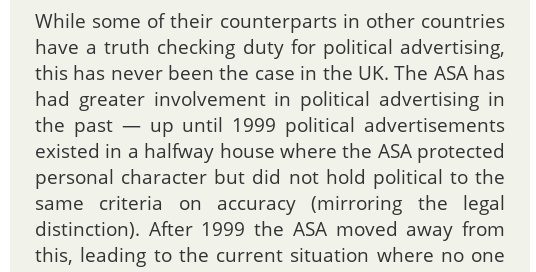 While some of their counterparts in other countries
have a truth checking duty for political advertising,
this has never been the case in the UK. The ASA has
had greater involvement in political advertising in
the past — up until 1999 political advertisements
existed in a halfway house where the ASA protected
personal character but did not hold political to the
same criteria on accuracy (mirroring the legal
distinction). After 1999 the ASA moved away from
this, leading to the current situation where no one